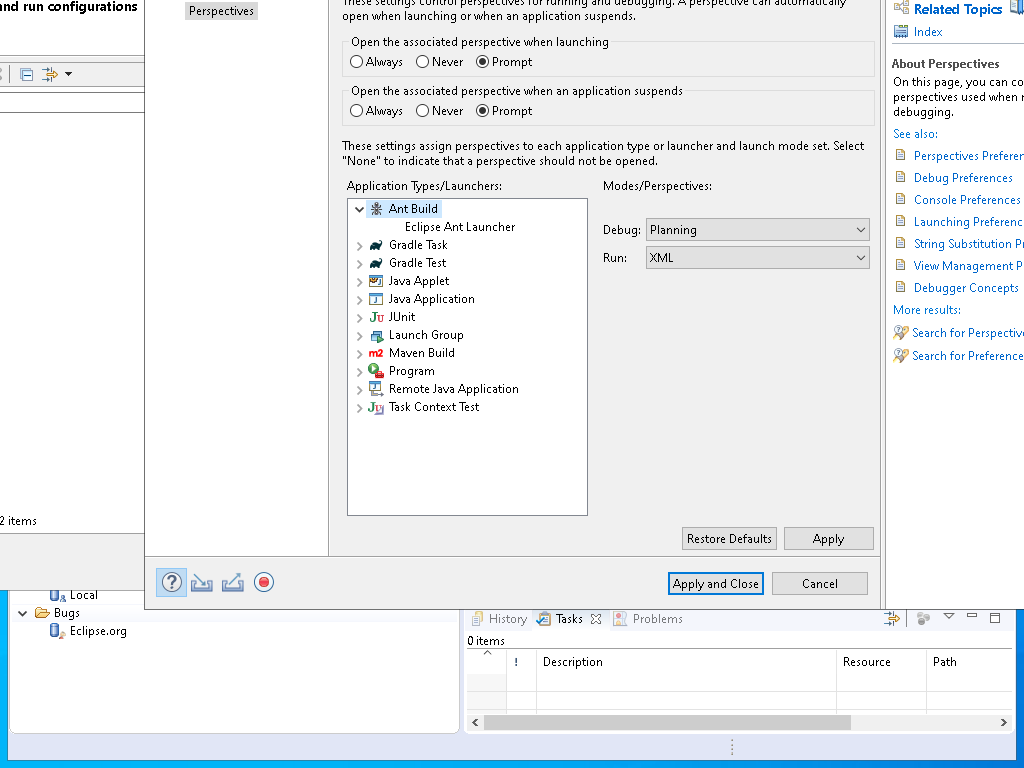 and run configurations
2 items
Perspectives
These settings control perspectives for running and debugging. A perspective can automatically
open when launching or when an application suspends.
Open the associated perspective when launching
Always Never Prompt
Open the associated perspective when an application suspends
Always Never Prompt
These settings assign perspectives to each application type or launcher and launch mode set. Select
"None" to indicate that a perspective should not be opened.
Application Types/Launchers:
Ant Build
Eclipse Ant Launcher
Gradle Task
Gradle Test
Java Applet
Java Application
JUnit
Launch Group
Maven Build
Program
Remote Java Application
Task Context Test
Modes/Perspectives:
Debug: Planning
Run: XML
Restore Defaults Apply
Apply and Close Cancel
Related Topics
Index
About Perspectives
On this page, you can co
perspectives used when r
debugging.
See also:
Perspectives Preferen
Debug Preferences
Console Preferences
Launching Preferenc
String Substitution Pr
View Management P
Debugger Concepts
More results:
Search for Perspective
Search for Preference
Local
Bugs
Eclipse.org
History Tasks Problems
0 items
! Description Resource Path